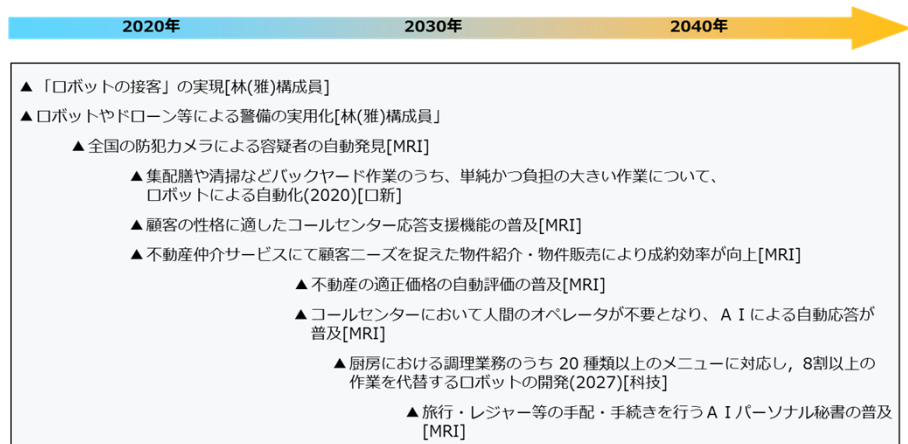 2020年 2030年 2040年
▲「ロボットの接客」の実現[林(雅)構成員]
▲ロボットやドローン等による警備の実用化[林(雅)構成員」
▲全国の防犯カメラによる容疑者の自動発見[MRI]
▲集配膳や清掃などバックヤード作業のうち、単純かつ負担の大きい作業について、
ロボットによる自動化(2020)[ロ新]
▲顧客の性格に適したコールセンター応答支援機能の普及[MRI]
▲不動産仲介サービスにて顧客ニーズを捉えた物件紹介・物件販売により成約効率が向上[MRI]
▲不動産の適正価格の自動評価の普及[MRI]
▲コールセンターにおいて人間のオペレータが不要となり、ＡＩによる自動応答が
普及[MRI]
▲厨房における調理業務のうち 20 種類以上のメニューに対応し，8割以上の
作業を代替するロボットの開発(2027)[科技]
▲旅行・レジャー等の手配・手続きを行うＡＩパーソナル秘書の普及
[MRI]